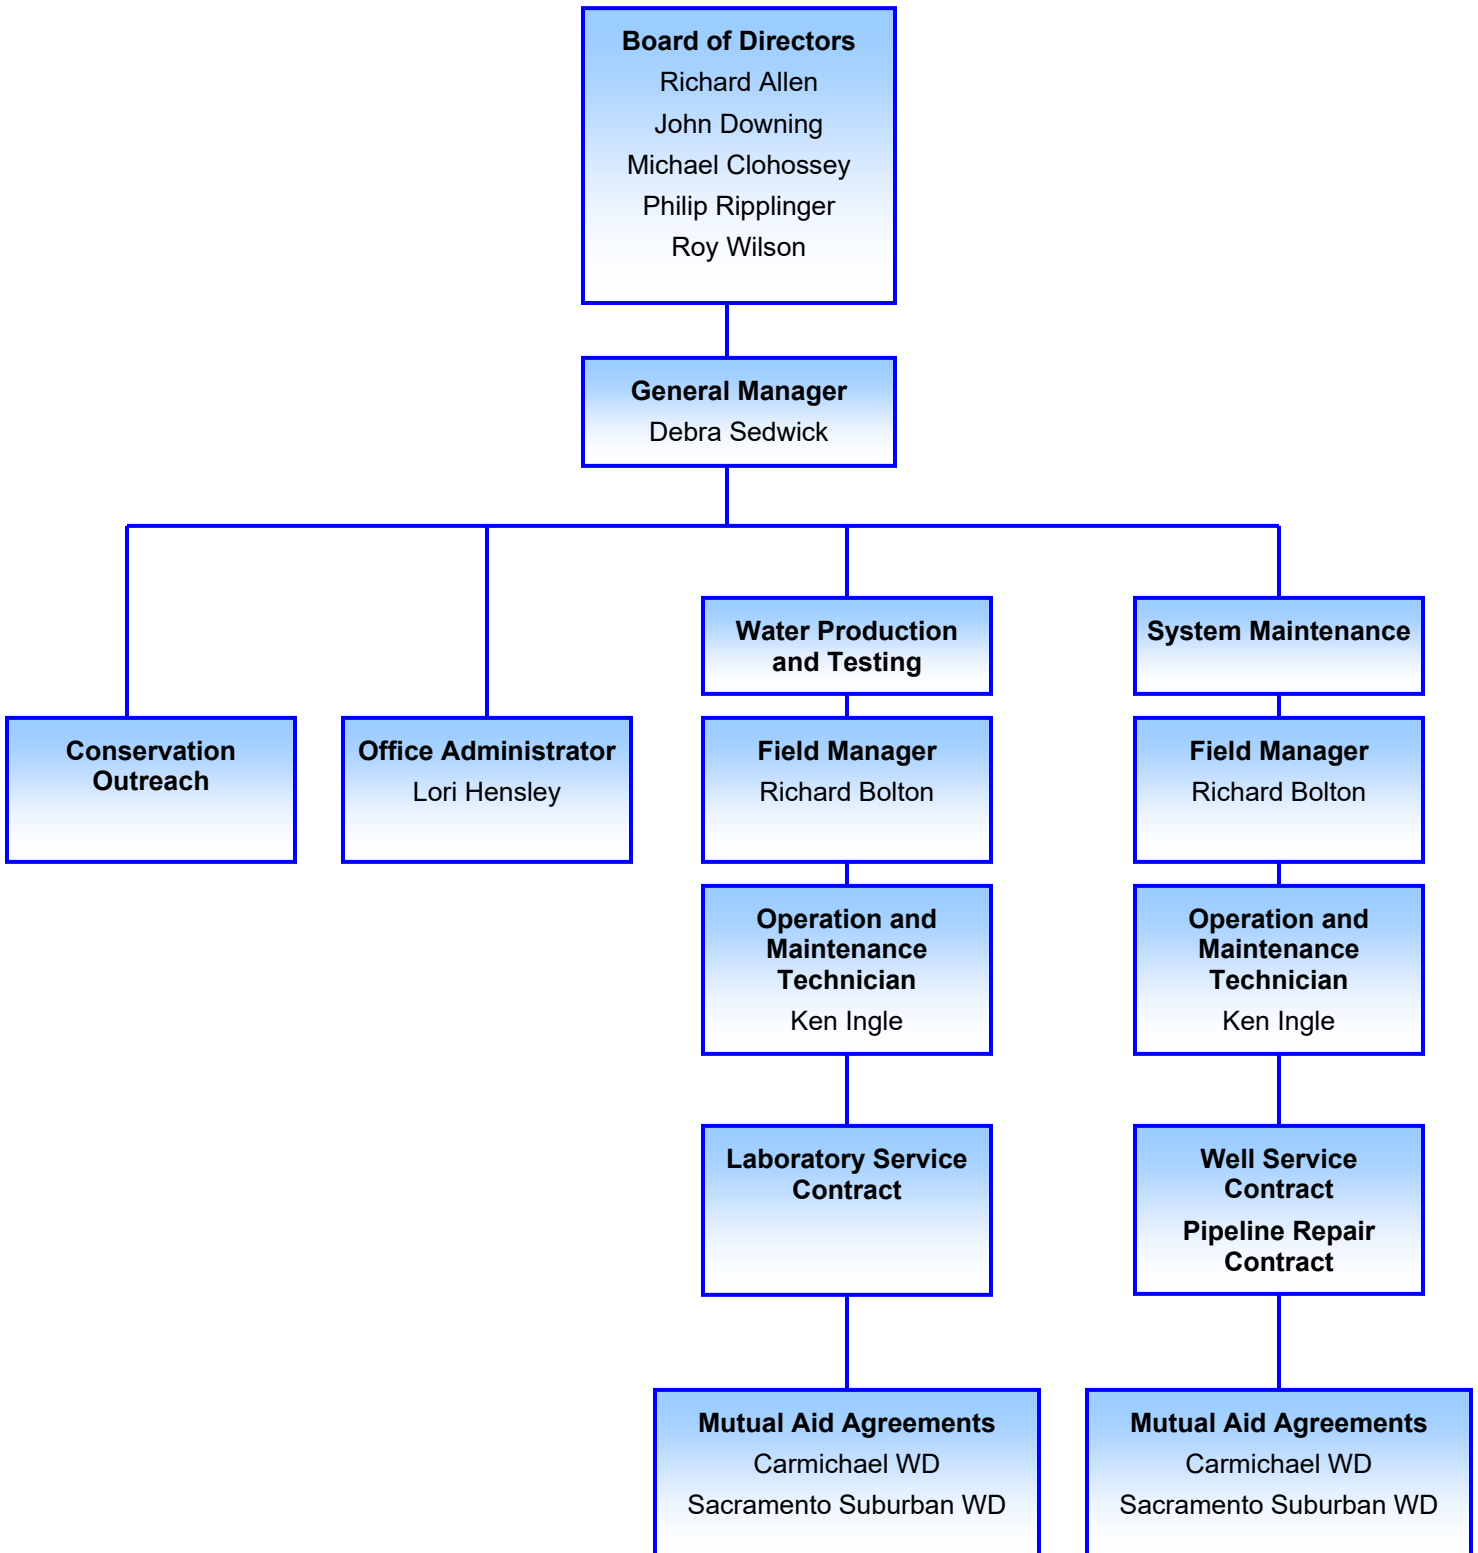 Board of Directors
Richard Allen
John Downing
Michael Clohossey
Philip Ripplinger
Roy Wilson
General Manager
Debra Sedwick
Water Production
and Testing
System Maintenance
Conservation
Outreach
Office Administrator
Lori Hensley
Field Manager
Richard Bolton
Field Manager
Richard Bolton
Operation and
Maintenance
Technician
Ken Ingle
Operation and
Maintenance
Technician
Ken Ingle
Laboratory Service
Contract
Well Service
Contract
Pipeline Repair
Contract
Mutual Aid Agreements
Carmichael WD
Sacramento Suburban WD
Mutual Aid Agreements
Carmichael WD
Sacramento Suburban WD